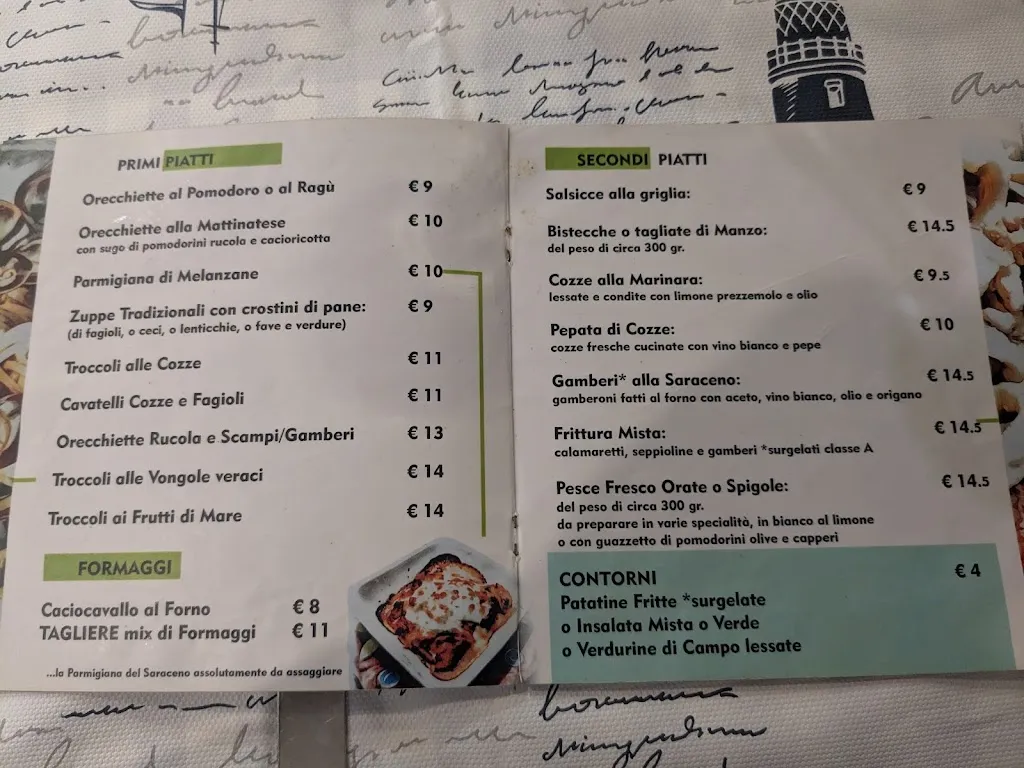 PRIMI PIATTI
Orecchiette al Pomodoro o al Ragù € 9
Orecchiette alla Mattinatese € 10
con sugo di pomodorini rucola e cacioricotta
Parmigiana di Melanzane € 10
Zuppe Tradizionali con crostini di pane: € 9
(di fagioli, o ceci, o lenticchie, o fave e verdure)
Troccoli alle Cozze € 11
Cavatelli Cozze e Fagioli € 11
Orecchiette Rucola e Scampi/Gamberi € 13
Troccoli alle Vongole veraci € 14
Troccoli ai Frutti di Mare € 14
FORMAGGI
Caciocavallo al Forno € 8
TAGLIERE mix di Formaggi € 11
...la Parmigiana del Saraceno assolutamente da assaggiare
SECONDI PIATTI
Salsicce alla griglia: € 9
Bistecche o tagliate di Manzo: € 14.5
del peso di circa 300 gr.
Cozze alla Marinara: € 9.5
lessate e condite con limone prezzemolo e olio
Pepata di Cozze: € 10
cozze fresche cucinate con vino bianco e pepe
Gamberi* alla Saraceno: € 14.5
gamberoni fatti al forno con aceto, vino bianco, olio e origano
Frittura Mista: € 14.5
calamaretti, seppioline e gamberi *surgelati classe A
Pesce Fresco Orate o Spigole: € 14.5
del peso di circa 300 gr.
da preparare in varie specialità, in bianco al limone
o con guazzetto di pomodorini olive e capperi
CONTORNI € 4
Patatine Fritte *surgelate
o Insalata Mista o Verde
o Verdurine di Campo lessate